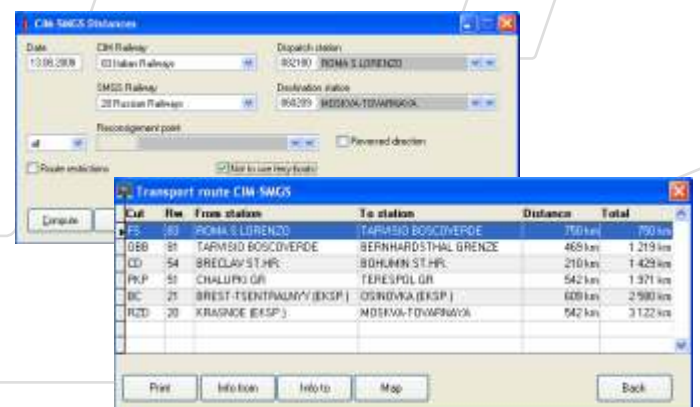 CIM-SMGS Distances
Date
CIM Railway
Dispatch station
13.06.2006
83 Italian Railways
ROMA S.LORENZO
SMGS Railway
Destination station
20 Russian Railways
MOSKVA-TOVARNAYA
Reconsignement point
all
Reversed direction
Route restrictions
Not to use ferry-boats
Compute
Transport route CIM-SMGS
Cut Rw From station To station Distance Total
FS 83 ROMA S.LORENZO TARVISIO BOSCOVERDE 750 km 750 km
OBB 81 TARVISIO BOSCOVERDE BERNHARDSTHAL GRENZE 469 km 1 219 km
CD 54 BRECLAV ST.HR. BOHUMIN ST.HR. 210 km 1 429 km
PKP 51 CHALUPKI GR TERESPOL GR. 542 km 1 971 km
BC 21 BREST-TSENTRALNYY (EKSP.) OSINOVKA (EKSP.) 609 km 2 580 km
RZD 20 KRASNOE (EKSP.) MOSKVA-TOVARNAYA 542 km 3 122 km
Print Info from Info to Map Back